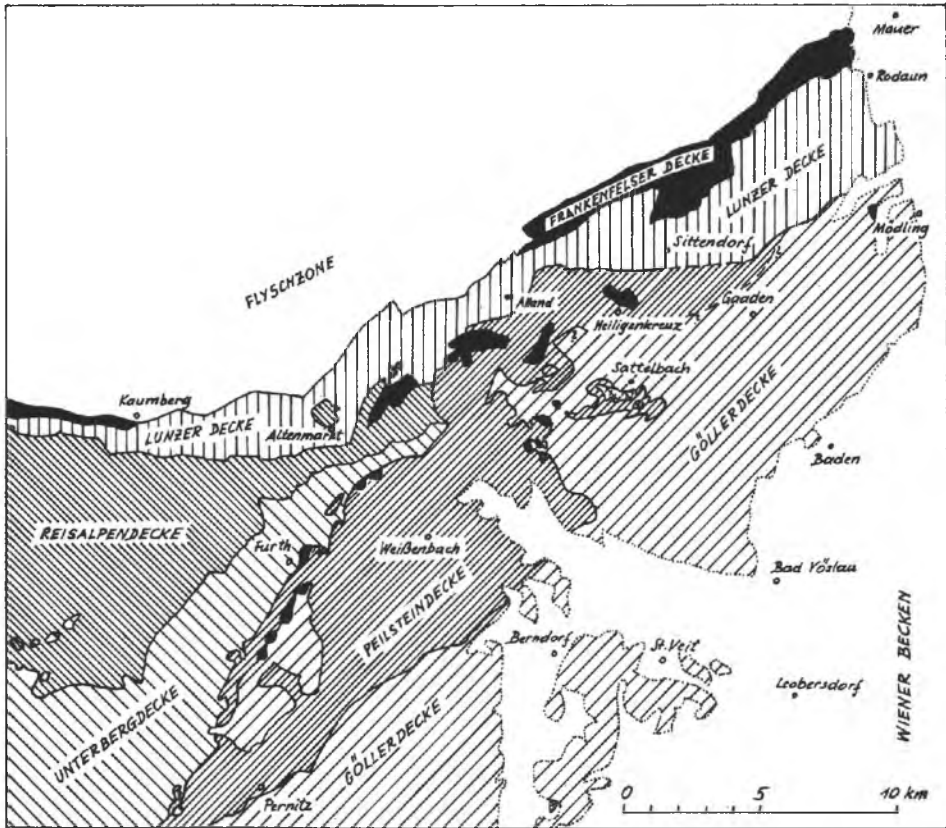 Mauer
Rodaun
FRANKENFELSER DECKE
LUNZER DECKE
Mödling
Sittendorf
FLYSCHZONE
Alland
Gaaden
Heiligenkreuz
Sattelbach
Kaumberg
LUNZER DECKE
Altenmarkt
GÖLLERDECKE
Baden
REISALPENDECKE
Furth
Weißenbach
Bad Vöslau
PEILSTEINDECKE
WIENER BECKEN
Berndorf
St. Veit
Leobersdorf
UNTERBERGDECKE
GÖLLERDECKE
Pernitz
0 5 10 km